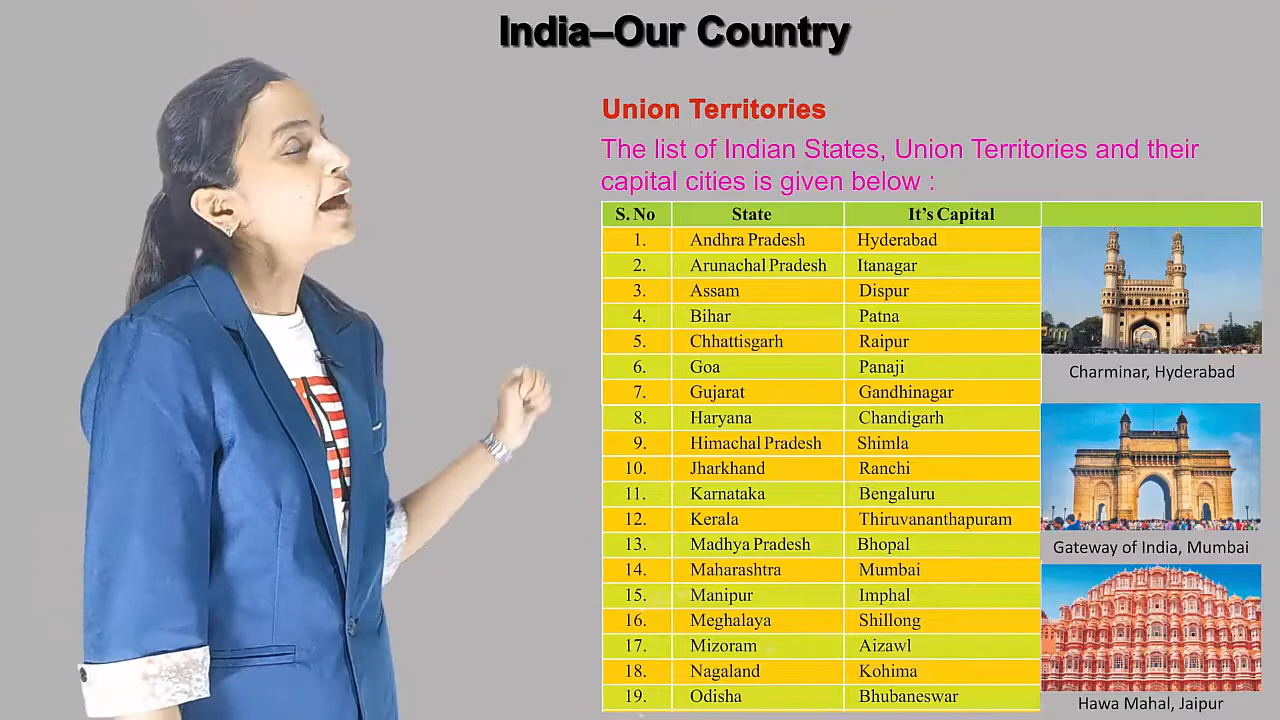 India–Our Country
Union Territories
The list of Indian States, Union Territories and their
capital cities is given below :
S. No State It's Capital
1. Andhra Pradesh Hyderabad
2. Arunachal Pradesh Itanagar
3. Assam Dispur
4. Bihar Patna
5. Chhattisgarh Raipur
6. Goa Panaji
7. Gujarat Gandhinagar
8. Haryana Chandigarh
9. Himachal Pradesh Shimla
10. Jharkhand Ranchi
11. Karnataka Bengaluru
12. Kerala Thiruvananthapuram
13. Madhya Pradesh Bhopal
14. Maharashtra Mumbai
15. Manipur Imphal
16. Meghalaya Shillong
17. Mizoram Aizawl
18. Nagaland Kohima
19. Odisha Bhubaneswar
Charminar, Hyderabad
Gateway of India, Mumbai
Hawa Mahal, Jaipur